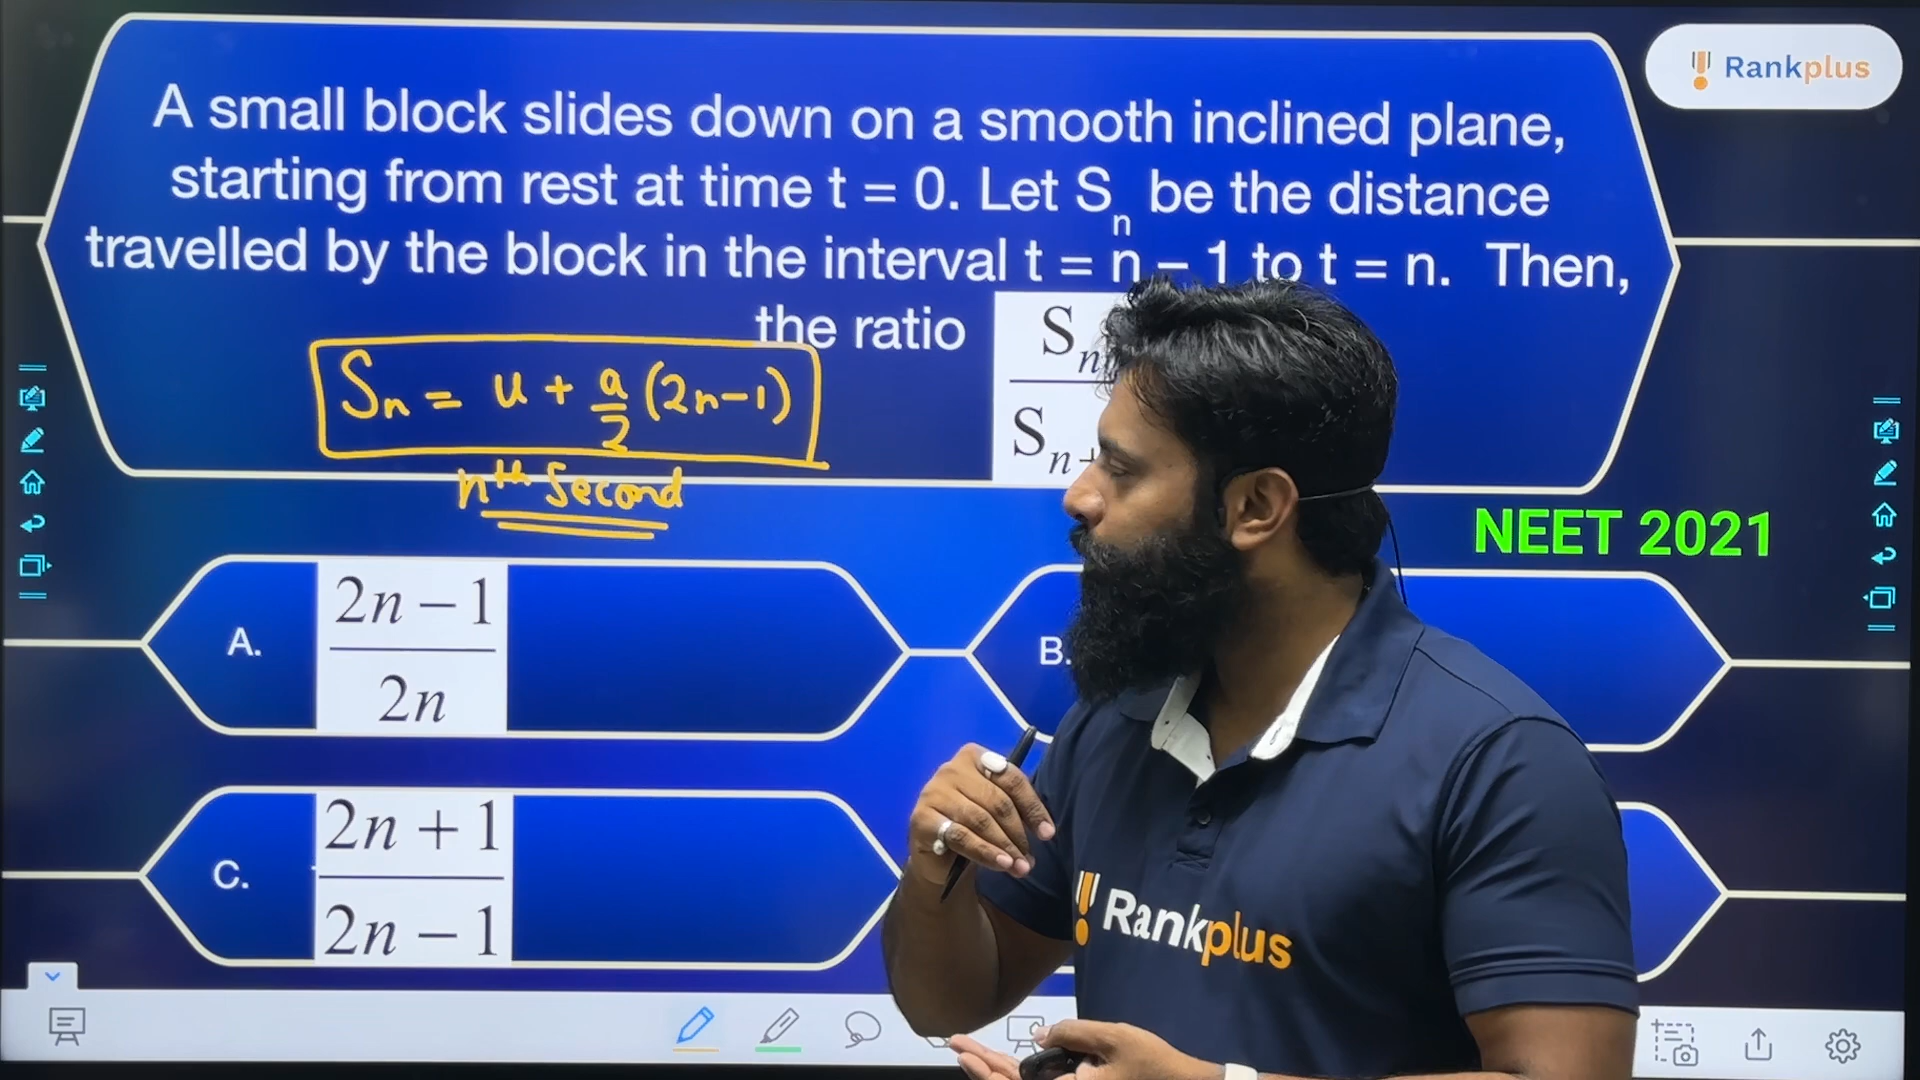 Rankplus
A small block slides down on a smooth inclined plane,
starting from rest at time t = 0. Let Sn be the distance
travelled by the block in the interval t = n – 1 to t = n. Then,
the ratio
Sn
Sn+
Sn = u + a/2 (2n-1)
nth Second
NEET 2021
A.
2n – 1
2n
B.
C.
2n + 1
2n – 1
Rankplus